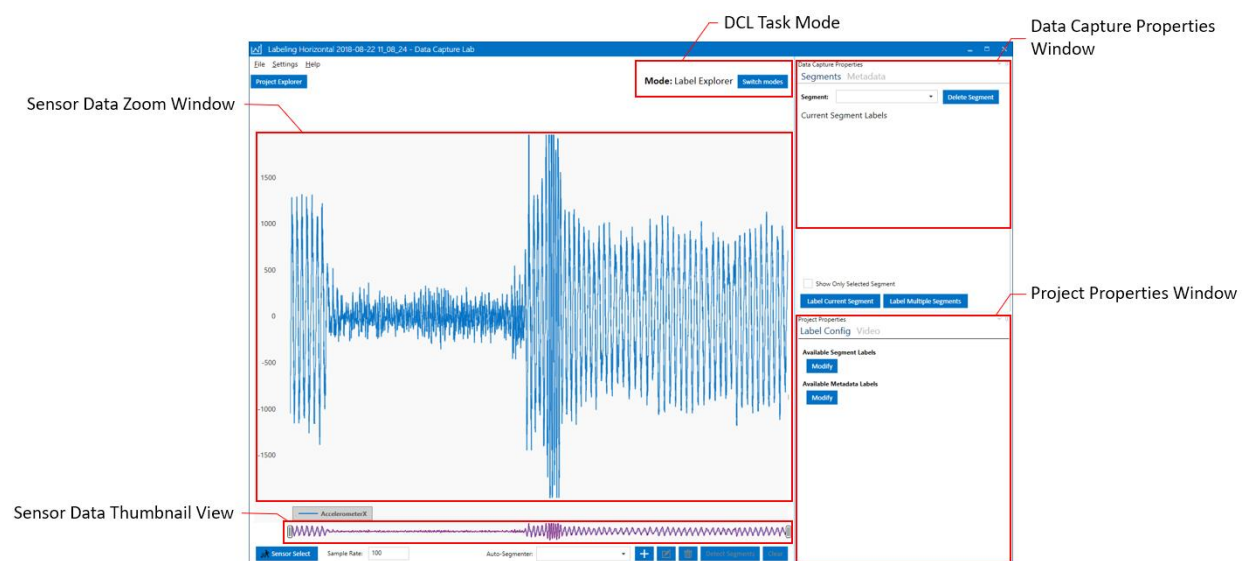 DCL Task Mode
Data Capture Properties
Window
Labeling Horizontal 2018-08-22 11_08_24 - Data Capture Lab
File Settings Help
Project Explorer
Mode: Label Explorer Switch modes
Data Capture Properties
Segments Metadata
Segment: Delete Segment
Current Segment Labels
Sensor Data Zoom Window
1500
1000
500
0
-500
-1000
-1500
Show Only Selected Segment
Label Current Segment Label Multiple Segments
Project Properties Window
Project Properties
Label Config Video
Available Segment Labels
Modify
Available Metadata Labels
Modify
AccelerometerX
Sensor Data Thumbnail View
Sensor Select Sample Rate: 100 Auto-Segmenter: Detect Segments Clear